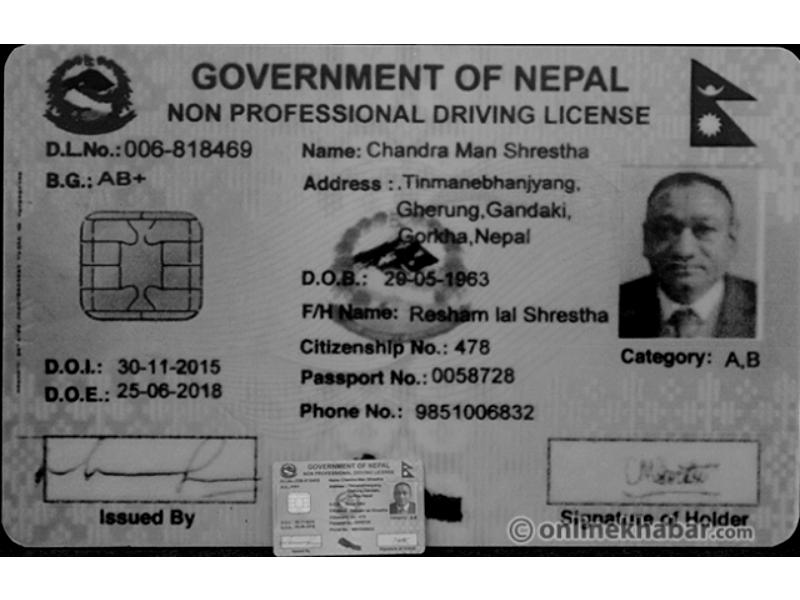 GOVERNMENT OF NEPAL
NON PROFESSIONAL DRIVING LICENSE
D.L.No.:006-818469
B.G.: AB+
Name: Chandra Man Shrestha
Address :.Tinmanebhanjyang,
Gherung,Gandaki,
Gorkha,Nepal
D.O.B.: 29-05-1963
F/H Name: Resham lal Shrestha
Citizenship No.: 478
Passport No.:0058728
Phone No.: 9851006832
D.O.I.: 30-11-2015
D.O.E.: 25-06-2018
Category: A,B
Issued By
Signature of Holder
GOVERNMENT OF NEPAL
NON PROFESSIONAL DRIVING LICENSE
© onlinekhabar.com